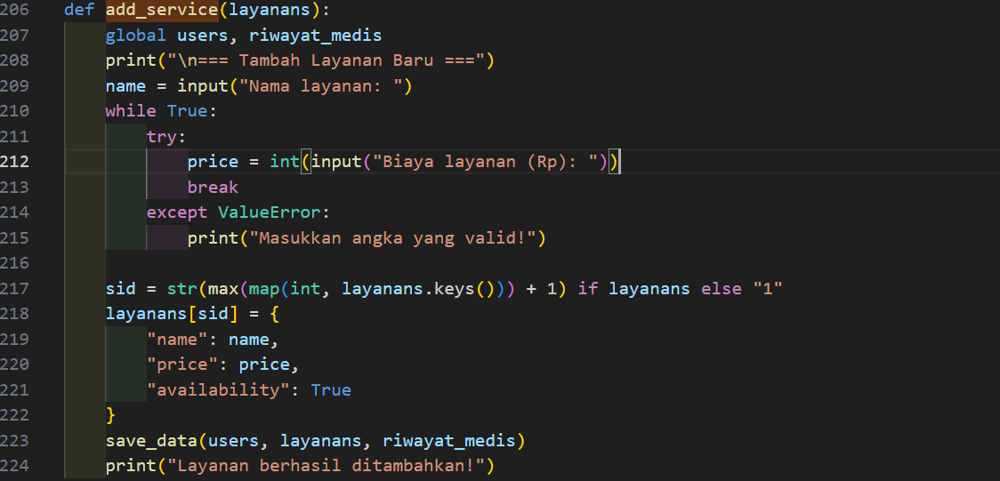 206 def add_service(layanans):
207     global users, riwayat_medis
208     print("\n=== Tambah Layanan Baru ===")
209     name = input("Nama layanan: ")
210     while True:
211         try:
212             price = int(input("Biaya layanan (Rp): "))
213             break
214         except ValueError:
215             print("Masukkan angka yang valid!")
216
217     sid = str(max(map(int, layanans.keys())) + 1) if layanans else "1"
218     layanans[sid] = {
219         "name": name,
220         "price": price,
221         "availability": True
222     }
223     save_data(users, layanans, riwayat_medis)
224     print("Layanan berhasil ditambahkan!")